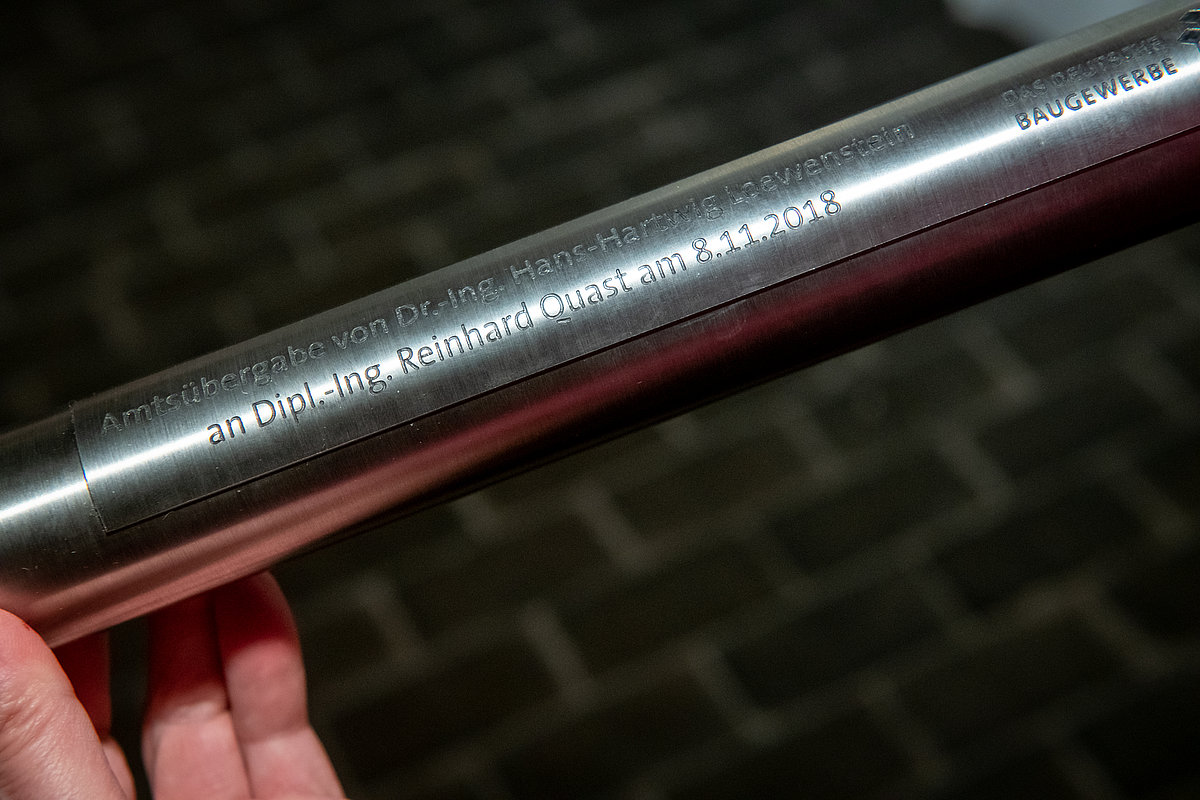 Amtsübergabe von Dr.-Ing. Hans-Hartwig Loewenstein
an Dipl.-Ing. Reinhard Quast am 8.11.2018
DAS DEUTSCHE
BAUGEWERBE